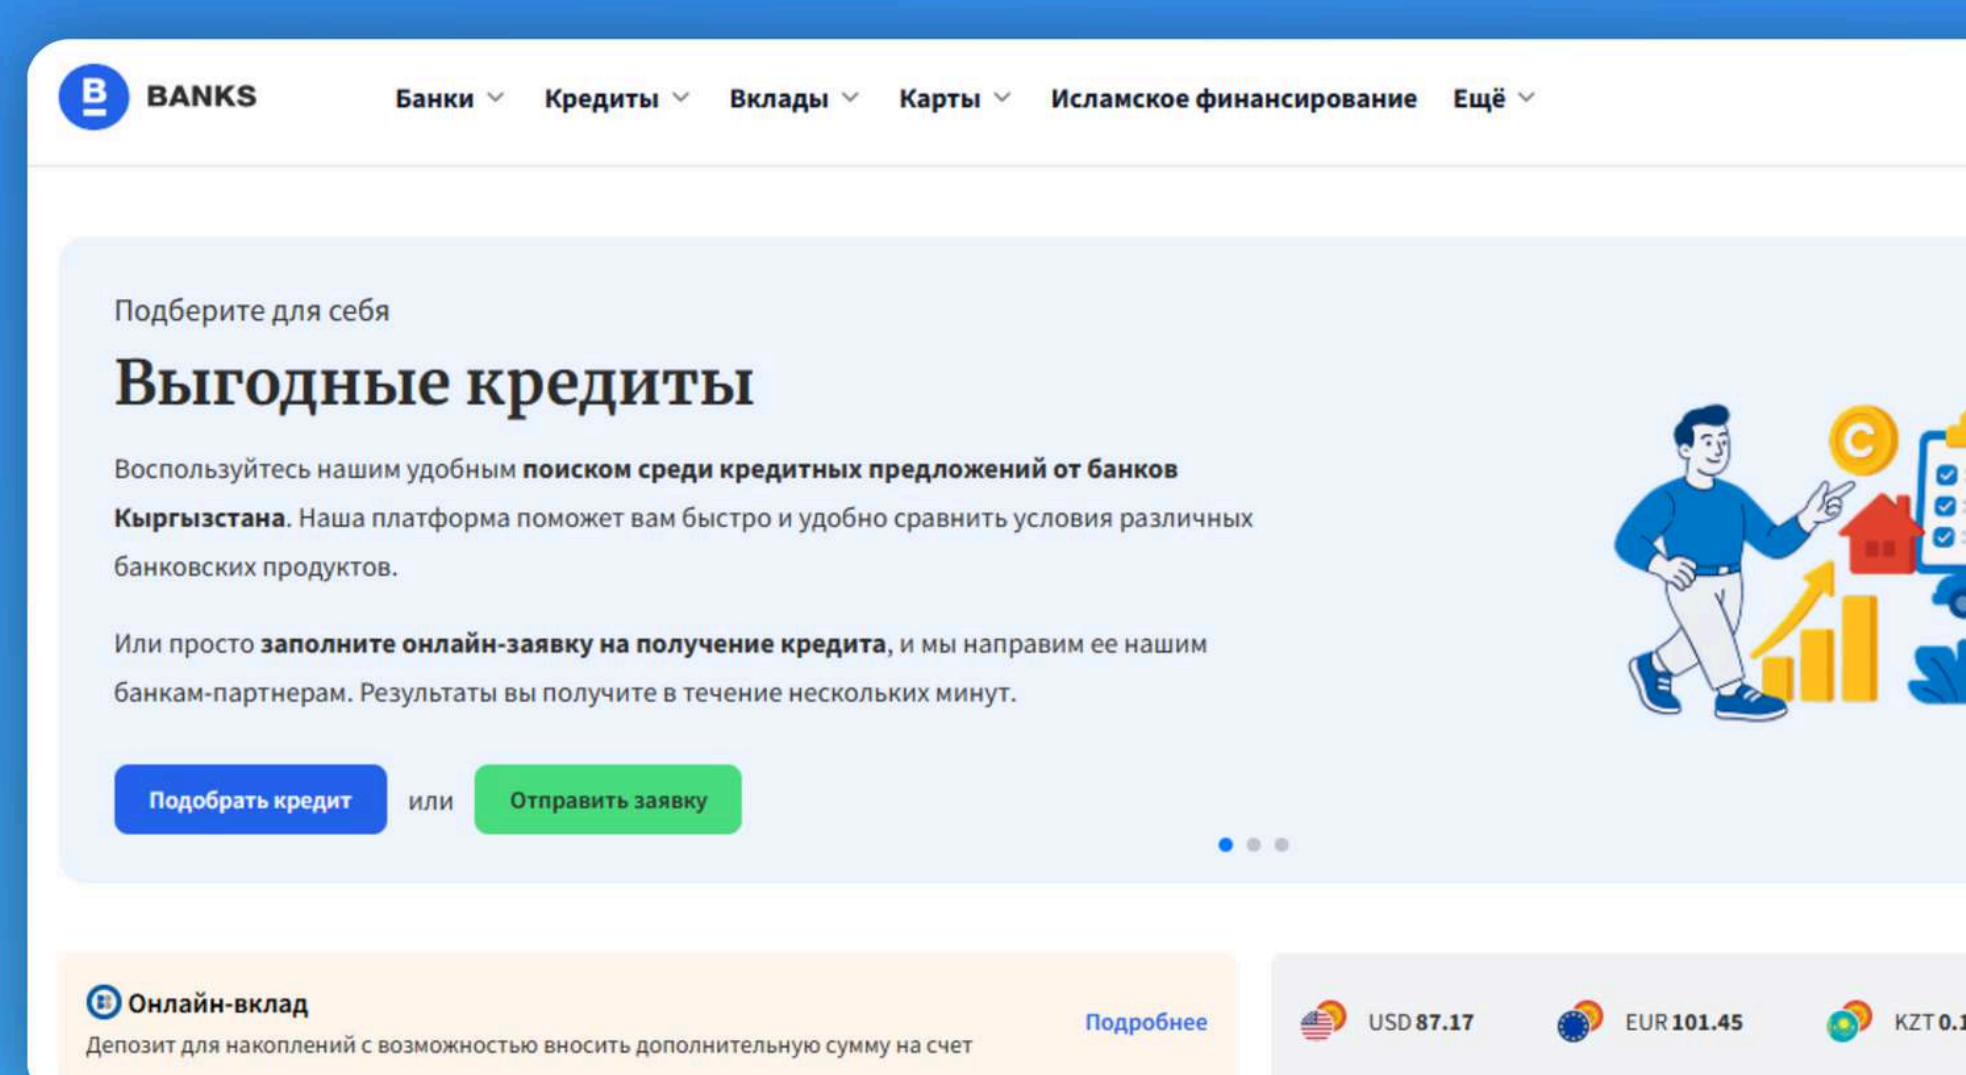 B BANKS Банки Кредиты Вклады Карты Исламское финансирование Ещё
Подберите для себя
Выгодные кредиты
Воспользуйтесь нашим удобным поиском среди кредитных предложений от банков
Кыргызстана. Наша платформа поможет вам быстро и удобно сравнить условия различных
банковских продуктов.
Или просто заполните онлайн-заявку на получение кредита, и мы направим ее нашим
банкам-партнерам. Результаты вы получите в течение нескольких минут.
Подобрать кредит или Отправить заявку
Онлайн-вклад
Депозит для накоплений с возможностью вносить дополнительную сумму на счет
Подробнее
USD 87.17 EUR 101.45 KZT 0.1